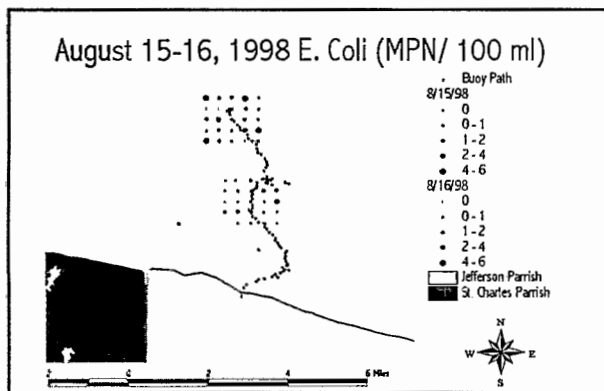 August 15-16, 1998 E. Coli (MPN/ 100 ml)
Buoy Path
8/15/98
0
0-1
1-2
2-4
4-6
8/16/98
0
0-1
1-2
2-4
4-6
Jefferson Parrish
St. Charles Parrish
N
W E
S
2 0 2 4 6 Miles